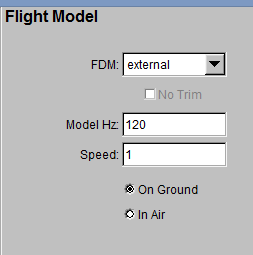 Flight Model
FDM: external
No Trim
Model Hz: 120
Speed: 1
On Ground
In Air